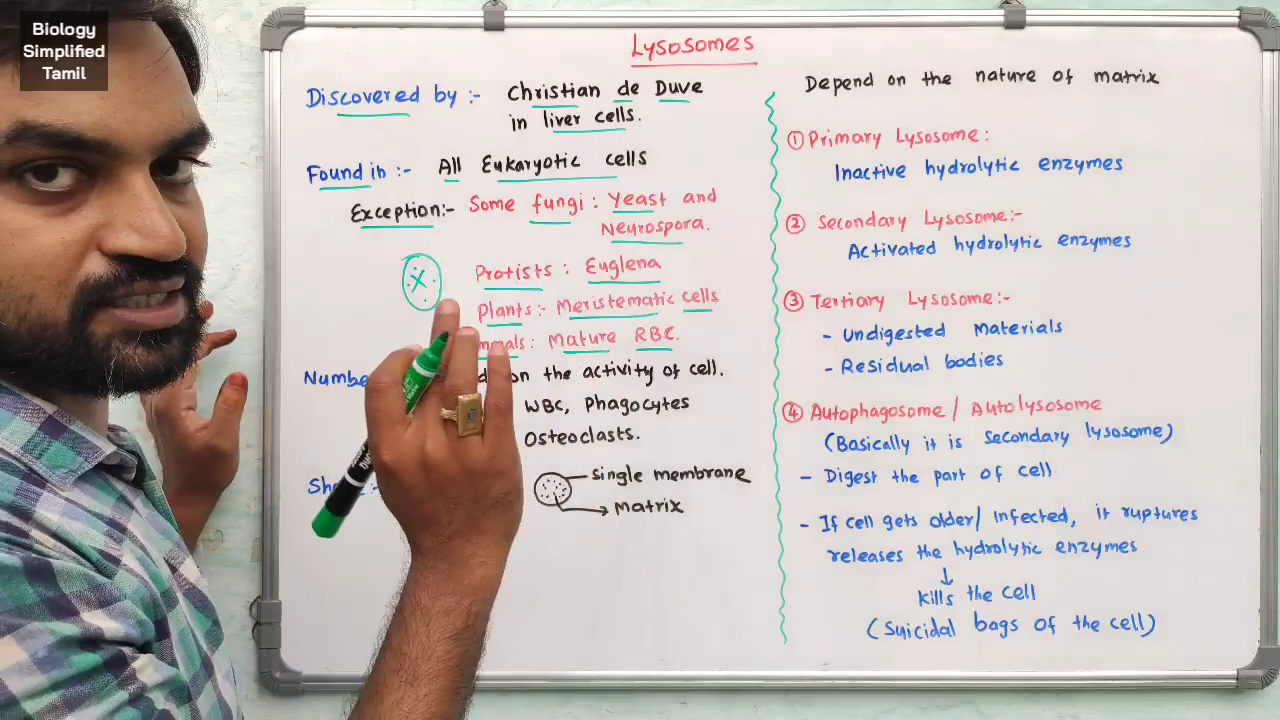 Biology
Simplified
Tamil
Lysosomes
Discovered by :- Christian de Duve
in liver cells.
Found in :- All Eukaryotic cells
Exception:- Some fungi : Yeast and
Neurospora.
Protists : Euglena
Plants :- Meristematic cells
: Mature RBC.
on the activity of cell.
WBC, Phagocytes
Osteoclasts.
single membrane
matrix
Depend on the nature of matrix
① Primary Lysosome:
Inactive hydrolytic enzymes
② Secondary Lysosome:-
Activated hydrolytic enzymes
③ Tertiary Lysosome:-
- Undigested Materials
- Residual bodies
④ Autophagosome / Autolysosome
(Basically it is secondary lysosome)
- Digest the part of cell
- If cell gets older/ infected, it ruptures
releases the hydrolytic enzymes
↓
kills the cell
(Suicidal bags of the cell)